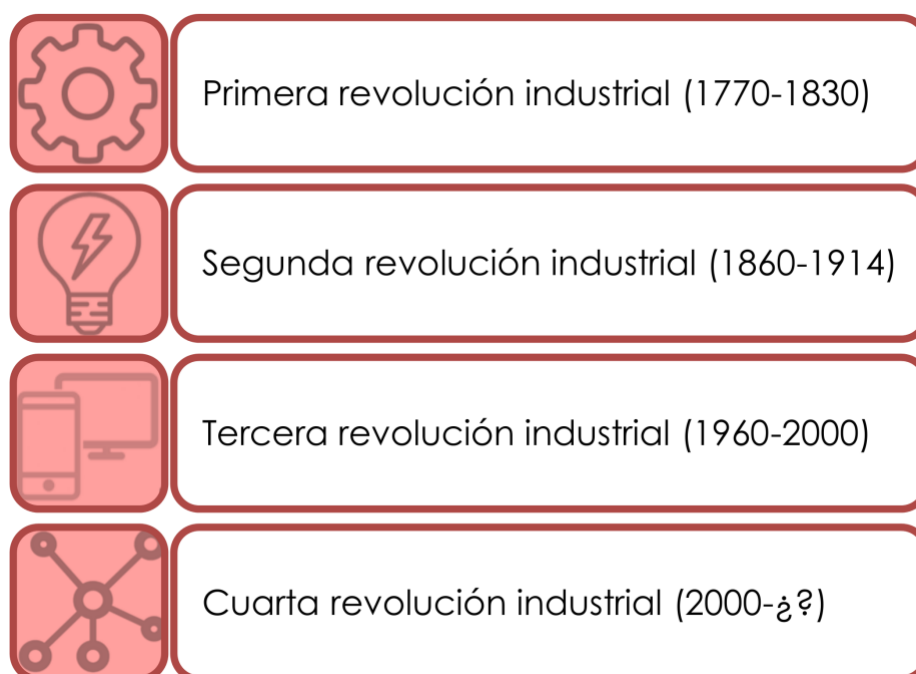 Primera revolución industrial (1770-1830)
Segunda revolución industrial (1860-1914)
Tercera revolución industrial (1960-2000)
Cuarta revolución industrial (2000-¿?)